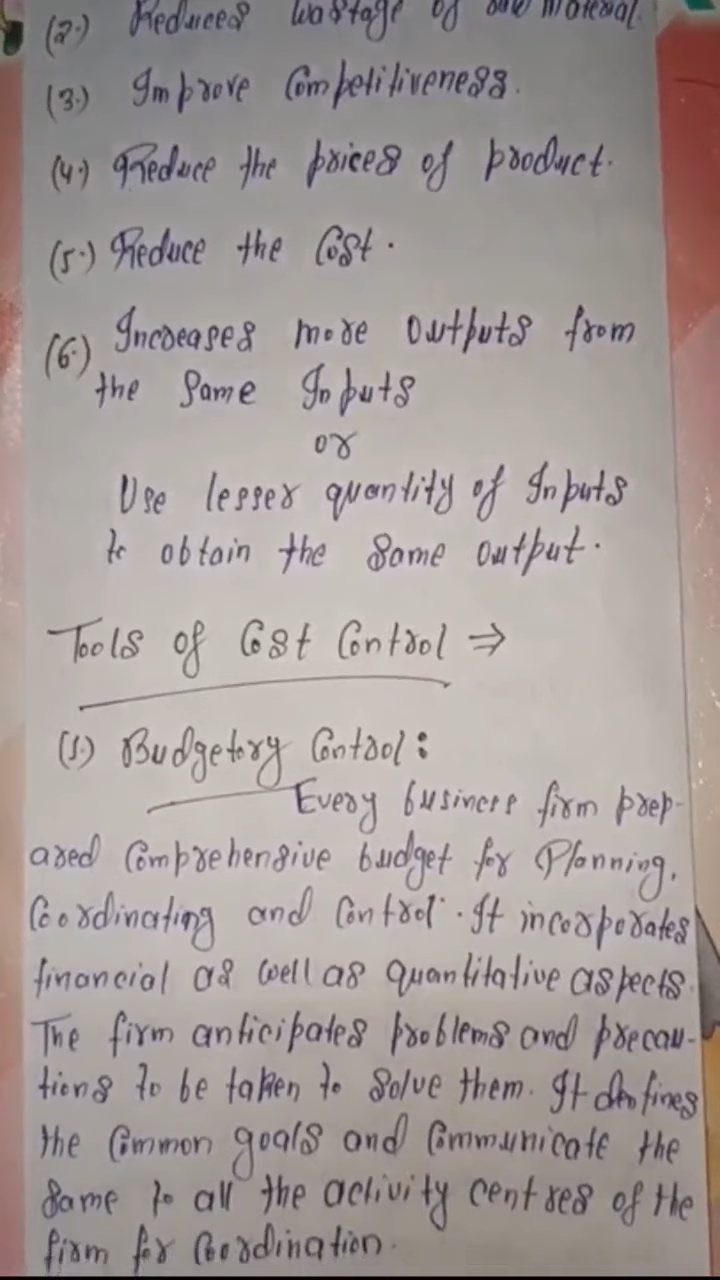 (2.) Reduces wastage of raw material.
(3.) Improve Competitiveness.
(4.) Reduce the prices of product.
(5.) Reduce the Cost.
(6.) Increases more outputs from
the Same Inputs
or
Use lesser quantity of Inputs
to obtain the Same output.
Tools of Cost Control ⇒
(1.) Budgetory Control:
Every business firm prep-
ared Comprehensive budget for Planning,
Coordinating and Control. It incorporates
financial as well as quantitative aspects.
The firm anticipates problems and precau-
tions to be taken to Solve them. It defines
the Common goals and Communicate the
Same to all the activity centres of the
firm for Coordination.